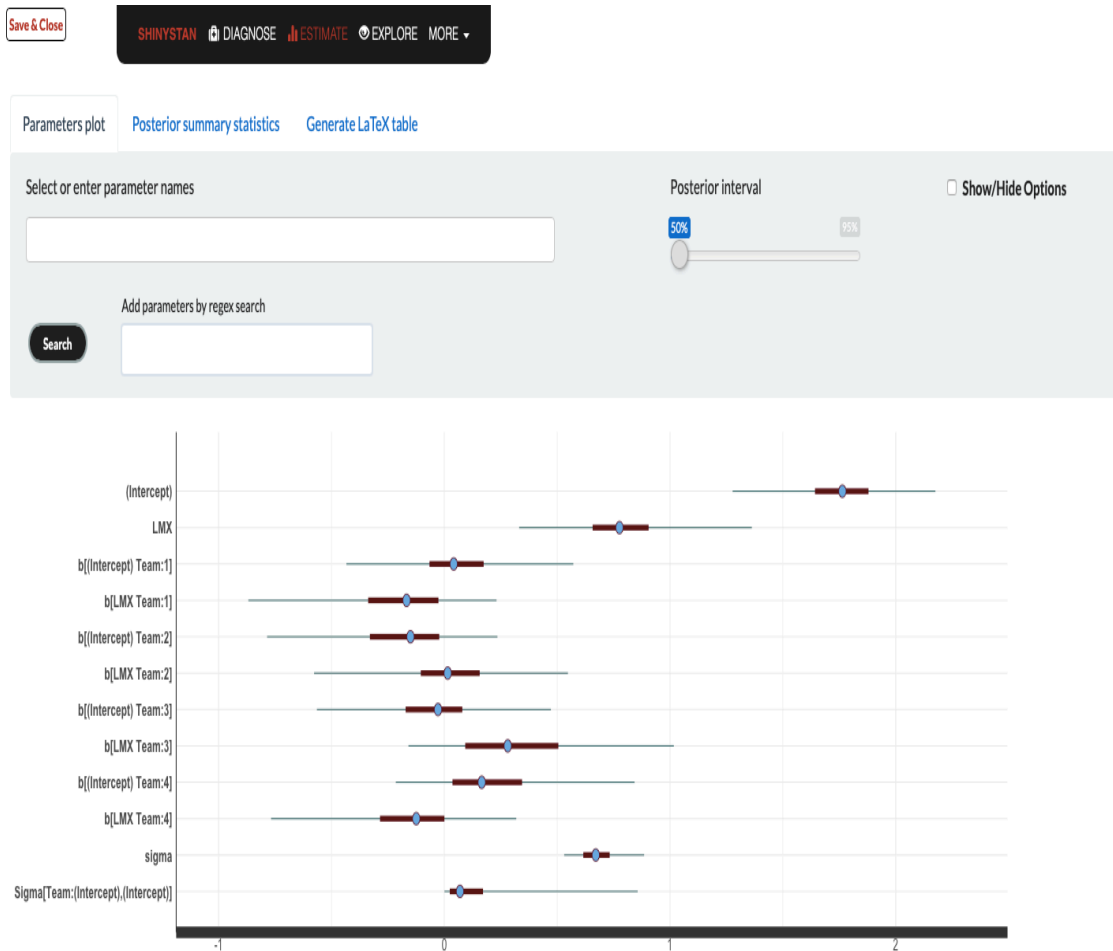 Save & Close
SHINYSTAN DIAGNOSE ESTIMATE EXPLORE MORE
Parameters plot Posterior summary statistics Generate LaTeX table
Select or enter parameter names Posterior interval Show/Hide Options
50% 95%
Add parameters by regex search
Search
(Intercept)
LMX
b[(Intercept) Team:1]
b[LMX Team:1]
b[(Intercept) Team:2]
b[LMX Team:2]
b[(Intercept) Team:3]
b[LMX Team:3]
b[(Intercept) Team:4]
b[LMX Team:4]
sigma
Sigma[Team:(Intercept),(Intercept)]
-1 0 1 2